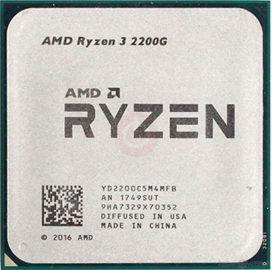 AMD Ryzen 3 2200G
AMD
RYZEN
YD2200C5M4MFB
AN 1749SUT
9HA7329X70352
DIFFUSED IN USA
MADE IN CHINA
© 2016 AMD